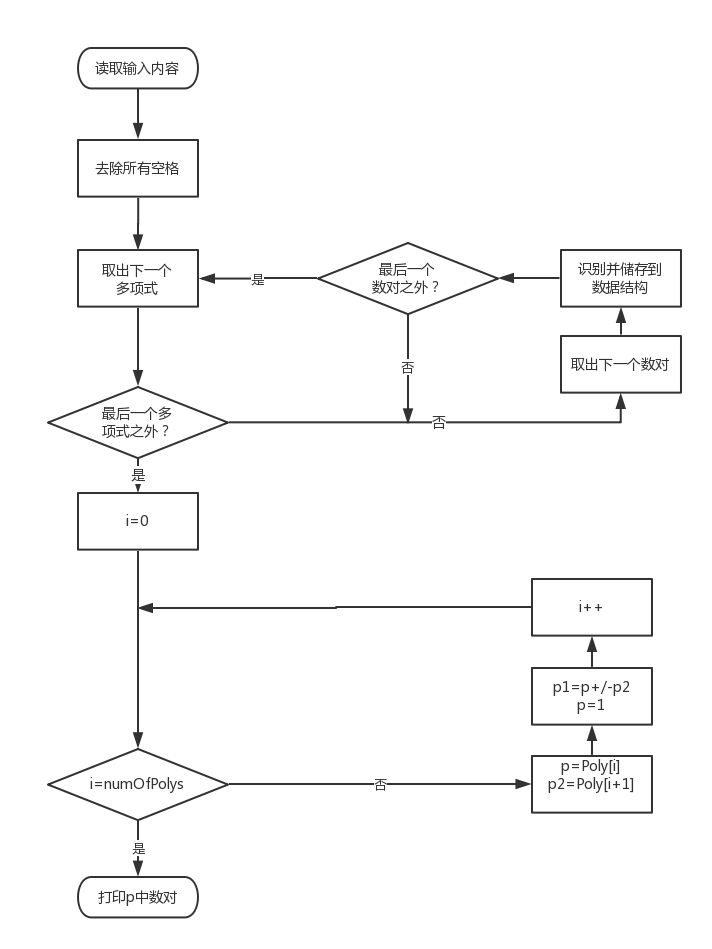 读取输入内容
去除所有空格
取出下一个
多项式
是
最后一个
数对之外？
识别并储存到
数据结构
取出下一个数对
否
最后一个多
项式之外？
否
是
i=0
i++
p1=p+/-p2
p=1
p=Poly[i]
p2=Poly[i+1]
i=numOfPolys
否
是
打印p中数对